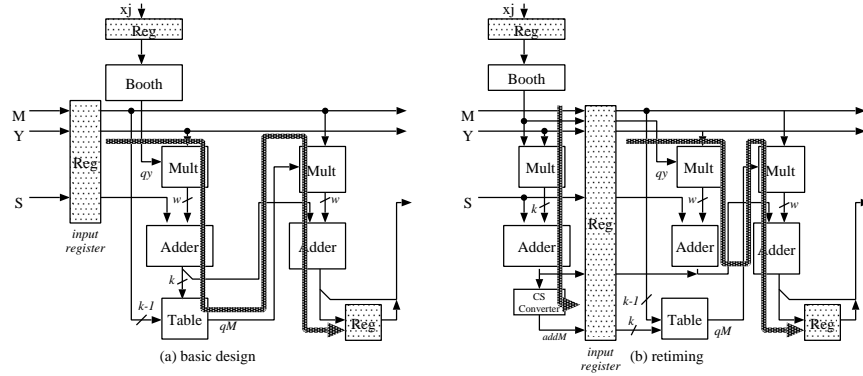 xj
Reg
Booth
M
Y
Reg
Mult
Mult
qy
w
w
S
input
register
Adder
Adder
k
k-1
Table
qM
Reg
(a) basic design
xj
Reg
Booth
M
Y
Mult
Mult
Mult
qy
k
w
w
S
Reg
Adder
Adder
Adder
CS
Converter
k-1
k
Table
qM
Reg
addM
input
register
(b) retiming